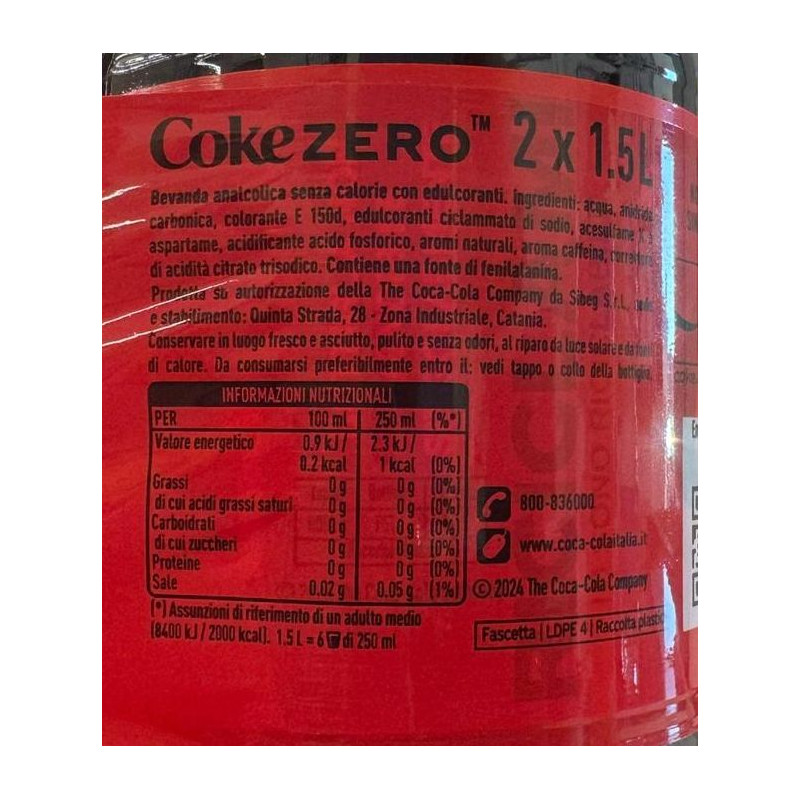 Coke ZERO™ 2 x 1.5L
Bevanda analcolica senza calorie con edulcoranti. Ingredienti: acqua, anidride
carbonica, colorante E 150d, edulcoranti ciclammato di sodio, acesulfame K e
aspartame, acidificante acido fosforico, aromi naturali, aroma caffeina, correttore
di acidità citrato trisodico. Contiene una fonte di fenilalanina.
Prodotta su autorizzazione della The Coca-Cola Company da Sibeg S.r.l., sede
e stabilimento: Quinta Strada, 28 - Zona Industriale, Catania.
Conservare in luogo fresco e asciutto, pulito e senza odori, al riparo da luce solare e da fonti
di calore. Da consumarsi preferibilmente entro il: vedi tappo o collo della bottiglia.
INFORMAZIONI NUTRIZIONALI
PER 100 ml 250 ml (%*)
Valore energetico 0.9 kJ/ 2.3 kJ/
0.2 kcal 1 kcal (0%)
Grassi 0 g 0 g (0%)
di cui acidi grassi saturi 0 g 0 g (0%)
Carboidrati 0 g 0 g (0%)
di cui zuccheri 0 g 0 g (0%)
Proteine 0 g 0 g (0%)
Sale 0.02 g 0.05 g (1%)
(*) Assunzioni di riferimento di un adulto medio
(8400 kJ / 2000 kcal). 1.5 L = 6 di 250 ml
800-836000
www.coca-colaitalia.it
© 2024 The Coca-Cola Company
Fascetta | LDPE 4 | Raccolta plastica